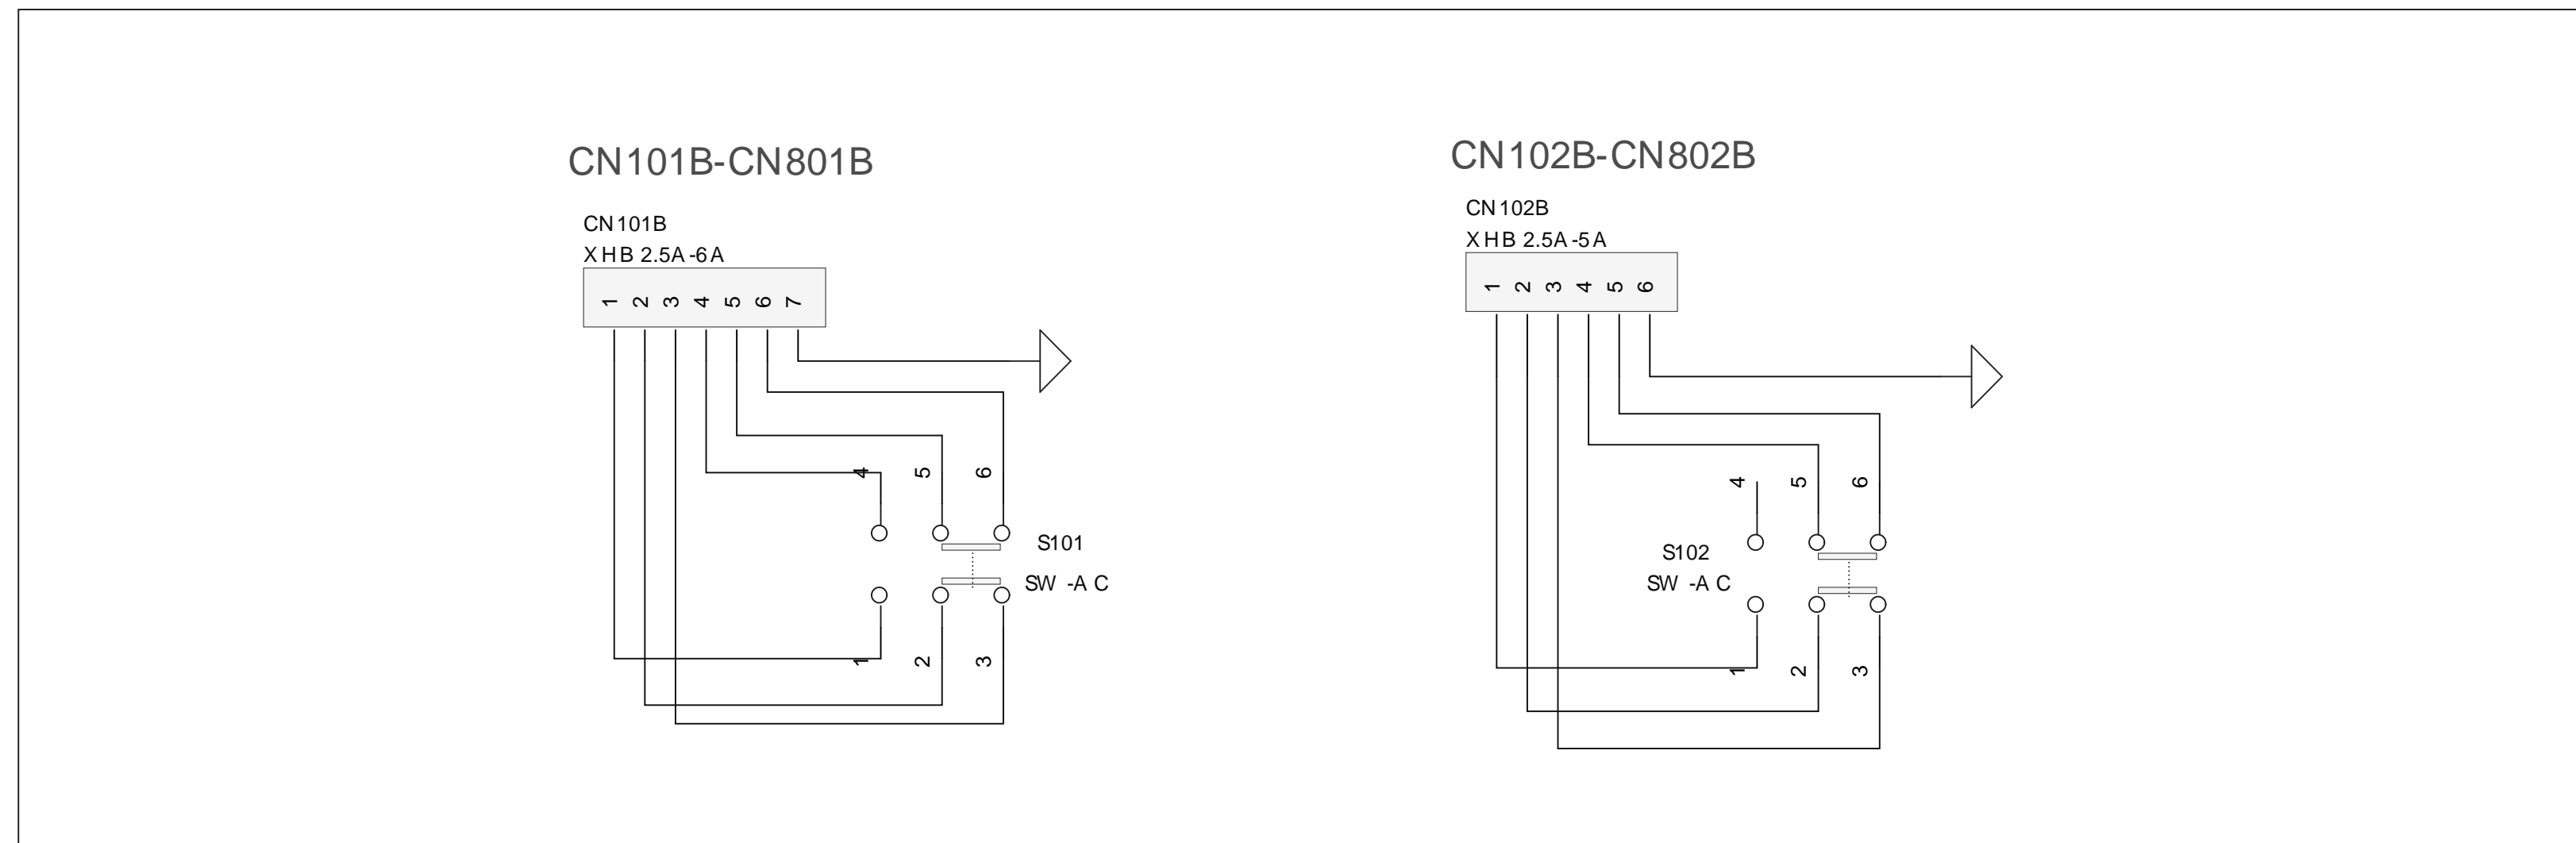 CN101B-CN801B
CN101B
XHB 2.5A-6A
1 2 3 4 5 6 7
4 5 6
S101
SW-AC
1 2 3
CN102B-CN802B
CN102B
XHB 2.5A-5A
1 2 3 4 5 6
4 5 6
S102
SW-AC
1 2 3